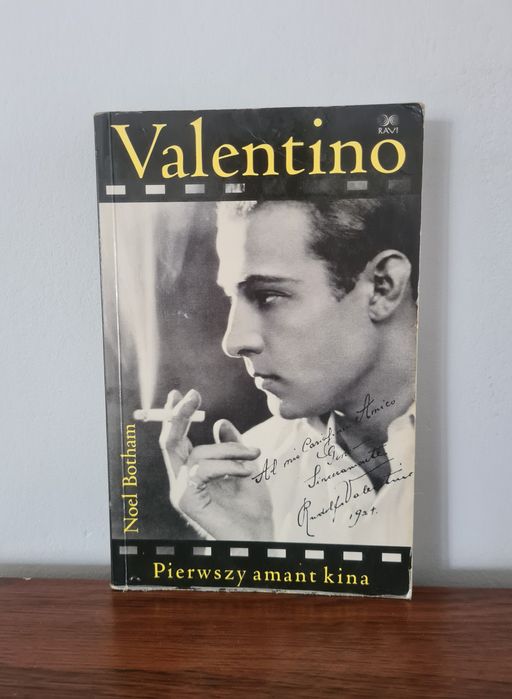 RAVI
Valentino
Noel Botham
Al mio Carissimo Amico
Sinceramente
Rudolfo Valentino
1924.
Pierwszy amant kina